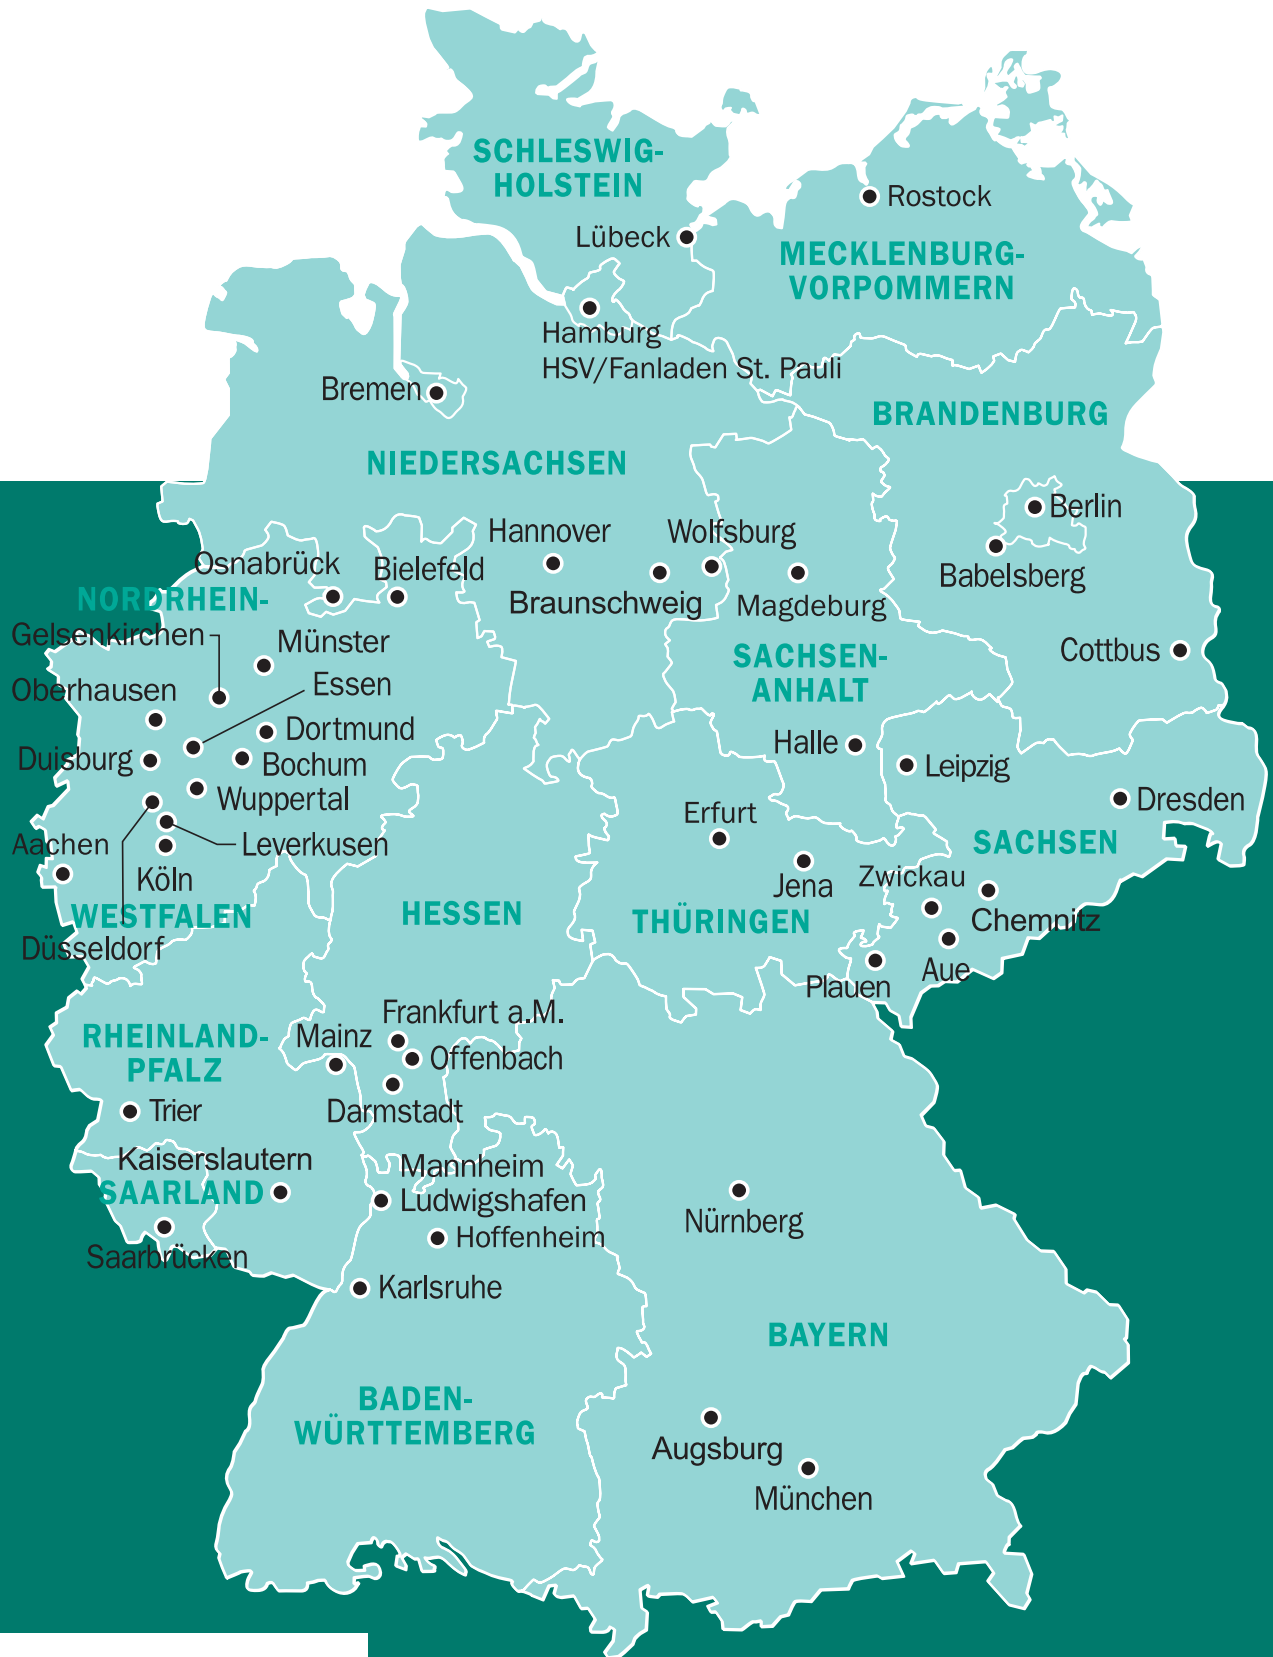 SCHLESWIG-
HOLSTEIN
Rostock
Lübeck
MECKLENBURG-
VORPOMMERN
Hamburg
HSV/Fanladen St. Pauli
Bremen
BRANDENBURG
NIEDERSACHSEN
Berlin
Hannover
Wolfsburg
Osnabrück
Bielefeld
Babelsberg
NORDRHEIN-
Braunschweig
Magdeburg
Gelsenkirchen
Münster
Cottbus
SACHSEN-
ANHALT
Oberhausen
Essen
Dortmund
Halle
Duisburg
Bochum
Leipzig
Wuppertal
Dresden
Erfurt
Aachen
Leverkusen
SACHSEN
Köln
Jena
Zwickau
WESTFALEN
HESSEN
THÜRINGEN
Chemnitz
Düsseldorf
Aue
Plauen
Frankfurt a.M.
RHEINLAND-
PFALZ
Mainz
Offenbach
Trier
Darmstadt
Kaiserslautern
Mannheim
SAARLAND
Ludwigshafen
Nürnberg
Hoffenheim
Saarbrücken
Karlsruhe
BAYERN
BADEN-
WÜRTTEMBERG
Augsburg
München